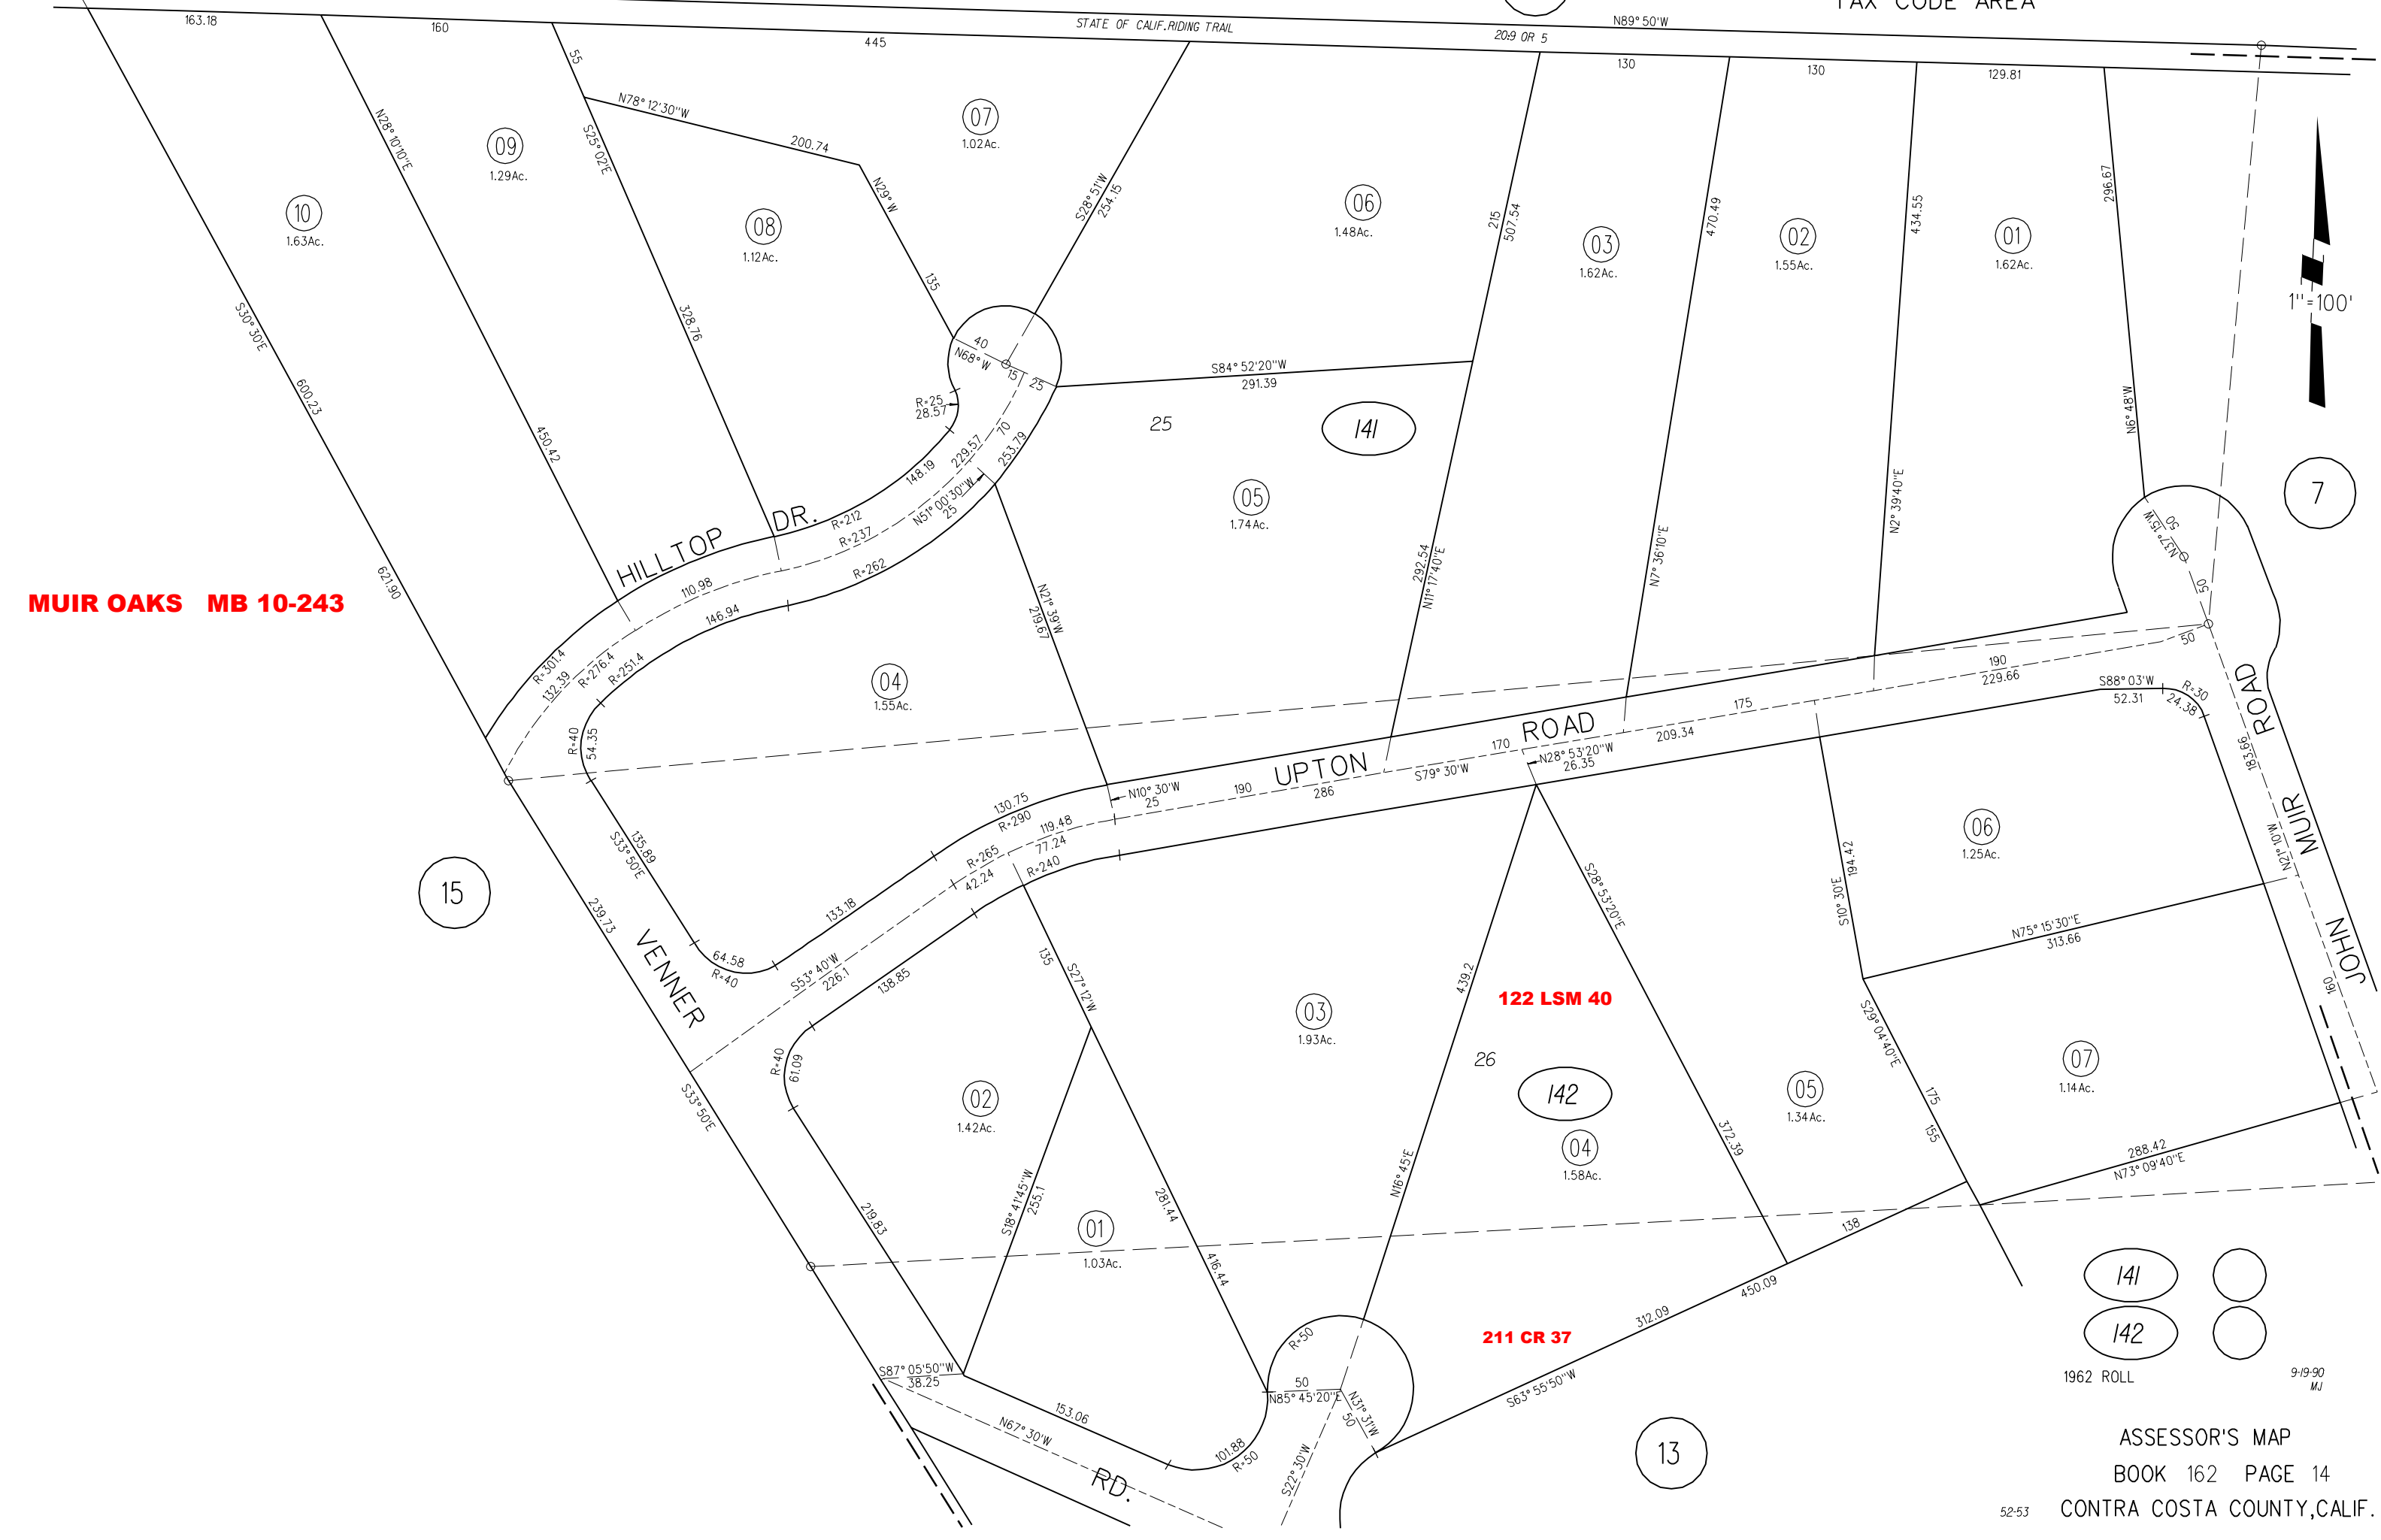 TAX CODE AREA
163.18
160
STATE OF CALIF.RIDING TRAIL
N89°50'W
445
20:9 OR 5
130
130
129.81
55
N78°12'30"W
200.74
07
1.02Ac.
N28°10'10"E
09
1.29Ac.
S25°02'E
10
1.63Ac.
08
1.12Ac.
N29°W
135
S28°51'W
254.15
06
1.48Ac.
215
507.54
03
1.62Ac.
470.49
02
1.55Ac.
434.55
01
1.62Ac.
296.67
1"=100'
S30°30'E
600.23
328.76
40
N68°W
15
25
S84°52'20"W
291.39
R=25
28.57
25
141
N6°48'W
7
450.42
148.19
229.57
70
253.79
N51°00'30"W
25
05
1.74Ac.
N2°39'40"E
50
N37°15'W
50
HILLTOP DR.
R=212
R=237
R=262
292.54
N11°17'40"E
N7°36'10"E
621.90
MUIR OAKS MB 10-243
110.98
146.94
N21°39'W
219.67
R=301.4
132.39
R=276.4
R=251.4
04
1.55Ac.
R=40
54.35
UPTON ROAD
190
229.66
50
S88°03'W
52.31
R=30
24.38
175
170
209.34
N28°53'20"W
26.35
S79°30'W
190
286
N10°30'W
25
130.75
R=290
119.48
77.24
R=265
42.24
R=240
JOHN MUIR ROAD
183.66
N21°10'W
160
135.89
S33°50'E
133.18
15
239.73
VENNER
64.58
R=40
S53°40'W
226.1
138.85
135
S27°12'W
194.42
S10°30'E
06
1.25Ac.
N75°15'30"E
313.66
S28°53'20"E
439.2
122 LSM 40
03
1.93Ac.
26
142
04
1.58Ac.
05
1.34Ac.
S29°04'40"E
175
155
07
1.14Ac.
288.42
N73°09'40"E
R=40
61.09
S33°50'E
02
1.42Ac.
N16°45'E
372.39
S18°41'45"W
255.1
281.44
416.44
219.83
01
1.03Ac.
138
450.09
312.09
211 CR 37
S63°55'50"W
R=50
50
N85°45'20"E
N31°31'W
50
S87°05'50"W
38.25
153.06
N67°30'W
101.88
R=50
S22°30'W
RD.
13
141
142
1962 ROLL
9-19-90
MJ
ASSESSOR'S MAP
BOOK 162 PAGE 14
52-53 CONTRA COSTA COUNTY,CALIF.